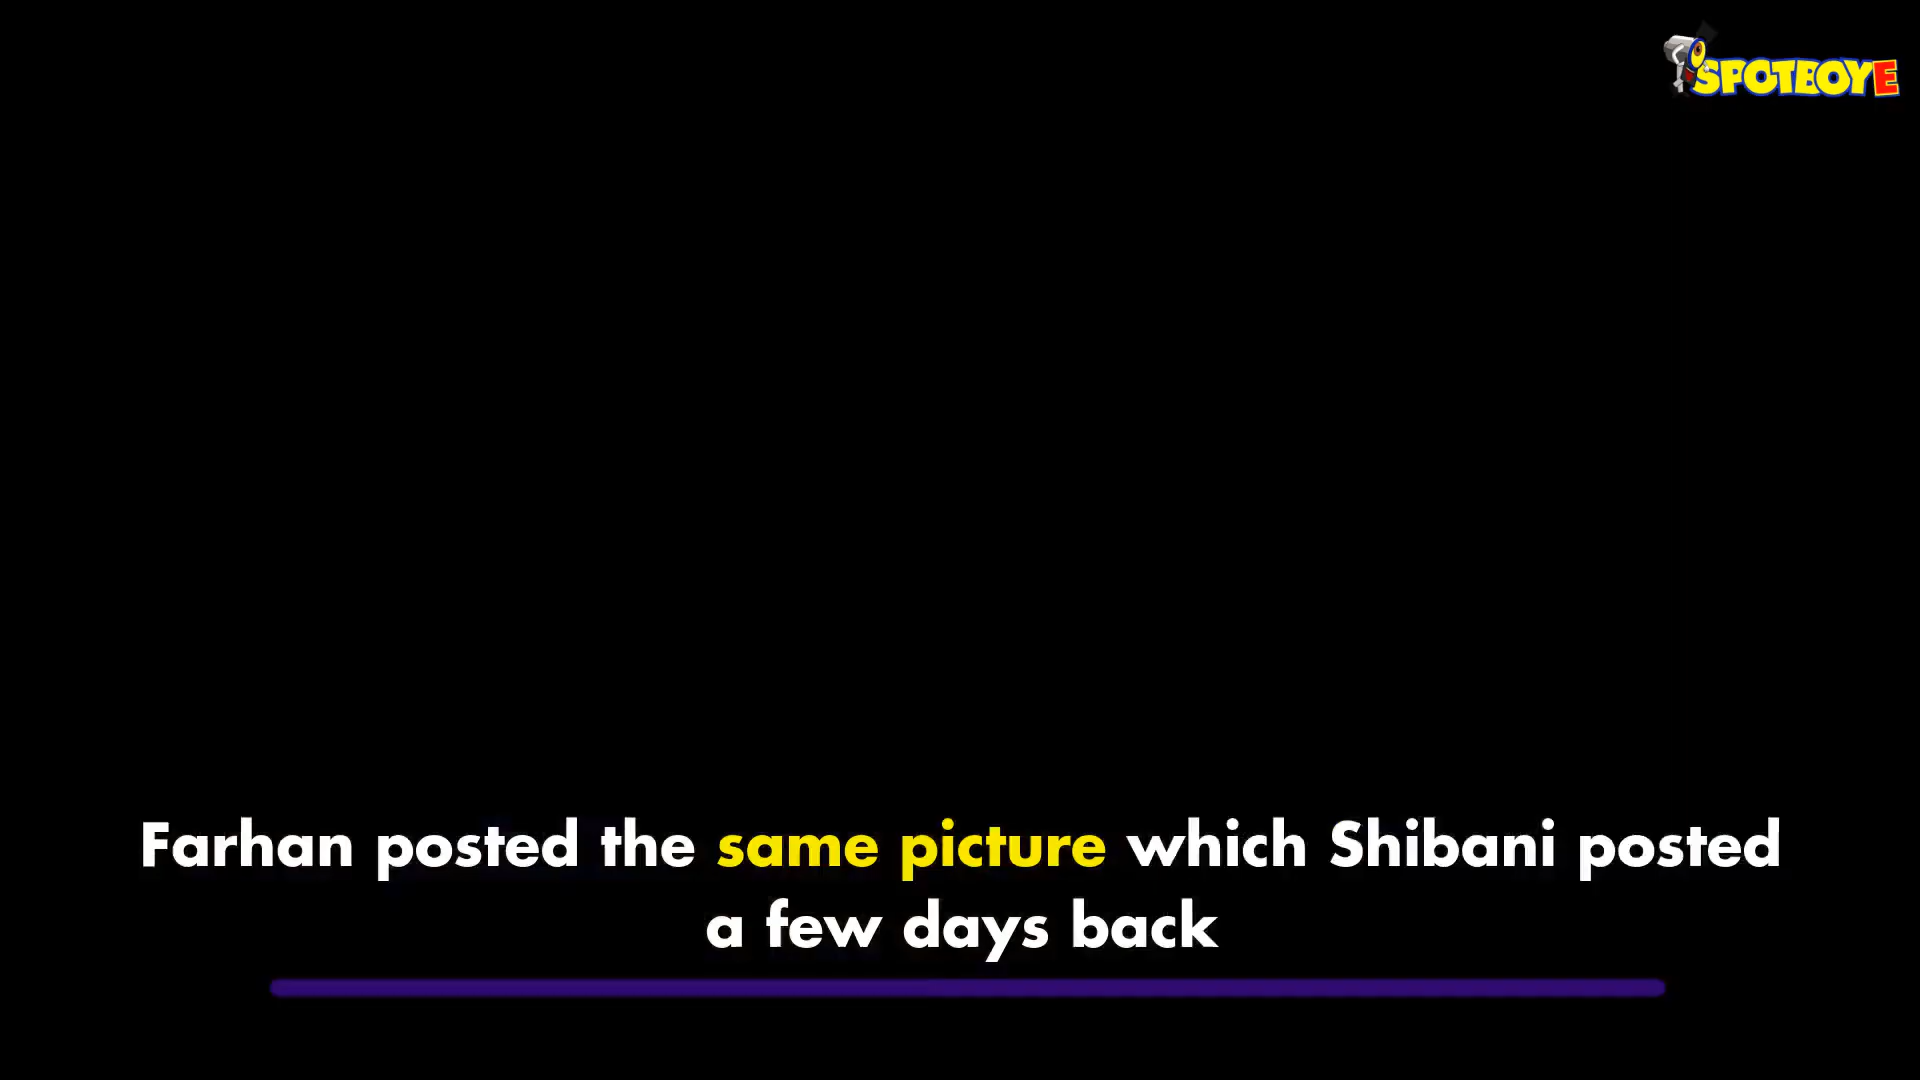 SPOTBOYE
Farhan posted the same picture which Shibani posted
a few days back